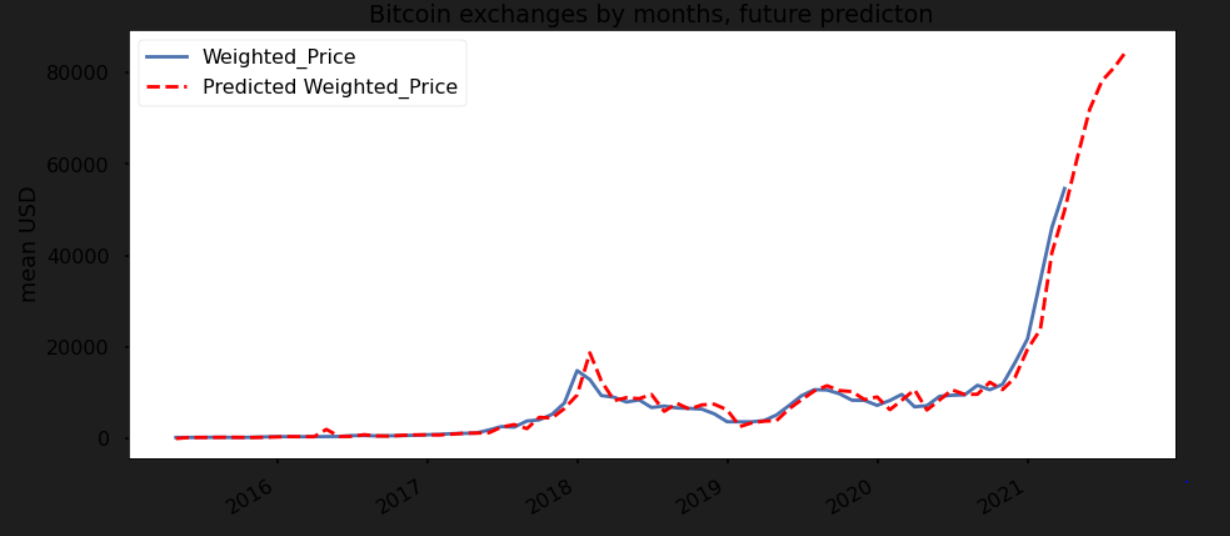 Bitcoin exchanges by months, future predicton
Weighted_Price
Predicted Weighted_Price
mean USD
80000
60000
40000
20000
0
2016
2017
2018
2019
2020
2021